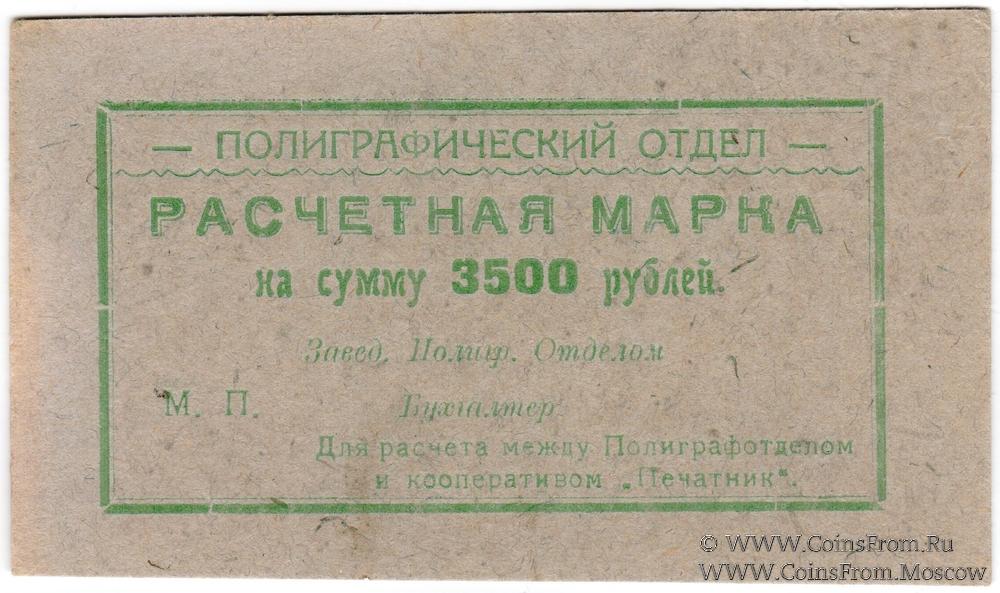 — ПОЛИГРАФИЧЕСКИЙ ОТДЕЛ —
РАСЧЕТНАЯ МАРКА
на сумму 3500 рублей.
Завед. Полигр. Отделом
М. П. Бухгалтер
Для расчета между Полиграфотделом
и кооперативом „Печатник“.
© WWW.CoinsFrom.Ru
WWW.CoinsFrom.Moscow